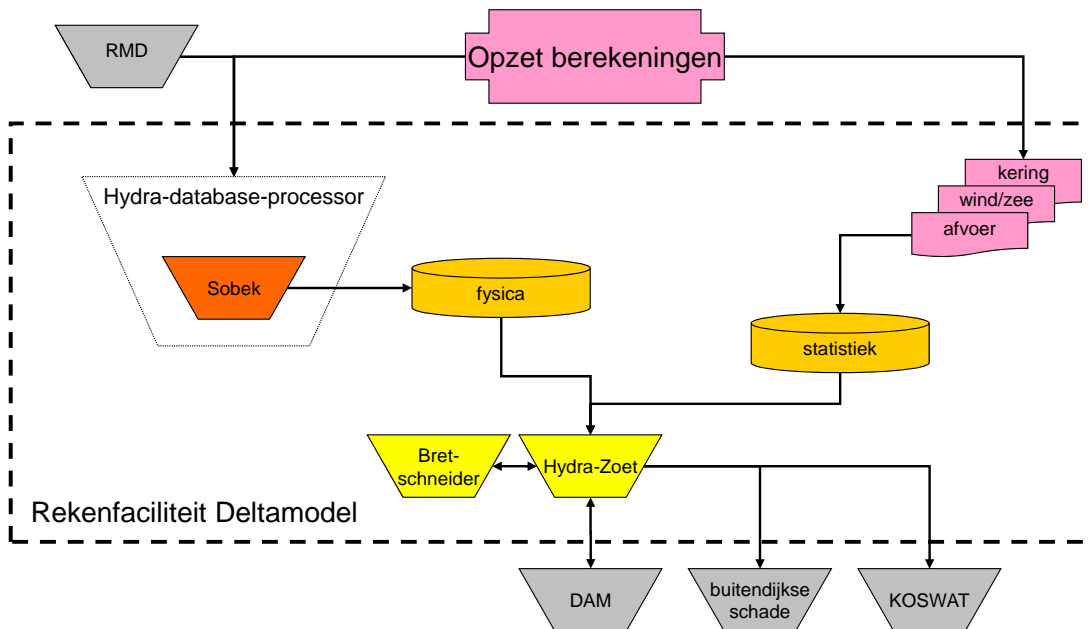 RMD
Opzet berekeningen
kering
wind/zee
afvoer
Hydra-database-processor
Sobek
fysica
statistiek
Bret-
schneider
Hydra-Zoet
Rekenfaciliteit Deltamodel
DAM
buitendijkse
schade
KOSWAT